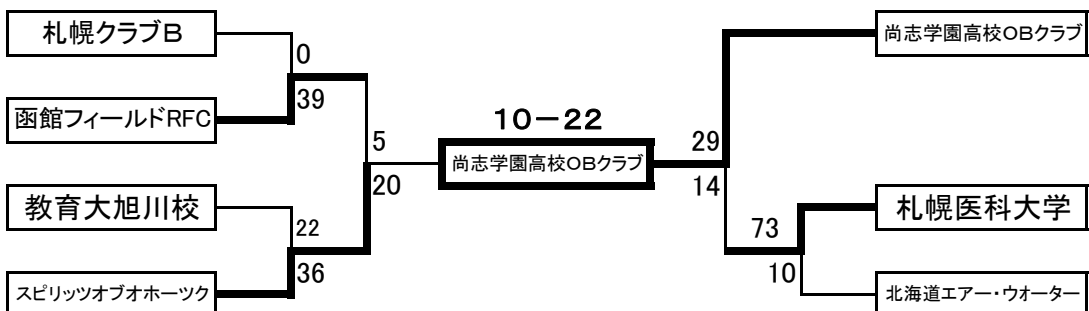 札幌クラブB
尚志学園高校OBクラブ
0
函館フィールドRFC
39
10－22
5
29
尚志学園高校OBクラブ
20
14
教育大旭川校
札幌医科大学
22
73
36
10
スピリッツオブオホーツク
北海道エアー・ウオーター